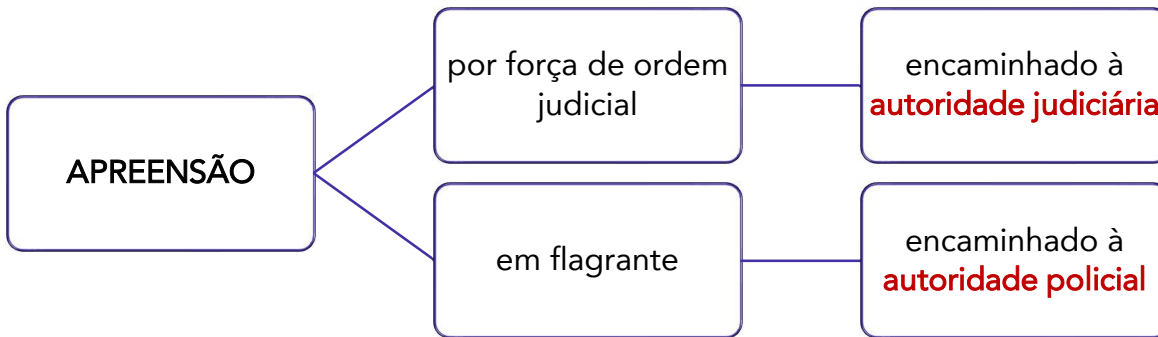 APREENSÃO
por força de ordem
judicial
encaminhado à
autoridade judiciária
em flagrante
encaminhado à
autoridade policial